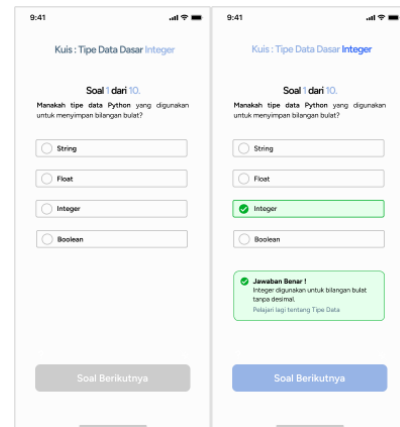 9:41
Kuis : Tipe Data Dasar Integer
Soal 1 dari 10.
Manakah tipe data Python yang digunakan
untuk menyimpan bilangan bulat?
String
Float
Integer
Boolean
Soal Berikutnya
9:41
Kuis : Tipe Data Dasar Integer
Soal 1 dari 10.
Manakah tipe data Python yang digunakan
untuk menyimpan bilangan bulat?
String
Float
Integer
Boolean
Jawaban Benar !
Integer digunakan untuk bilangan bulat
tanpa desimal.
Pelajari lagi tentang Tipe Data
Soal Berikutnya